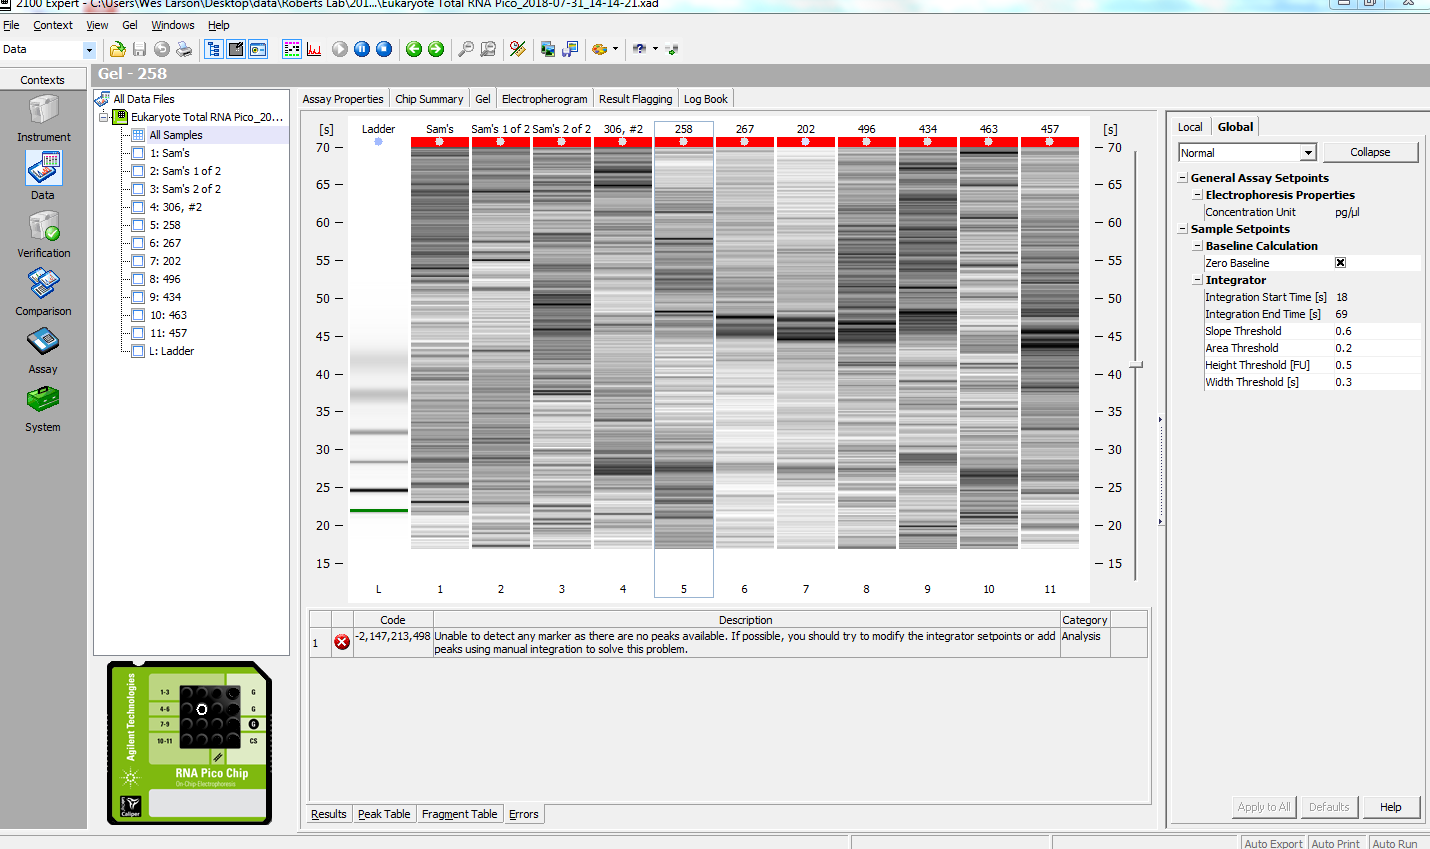 2100 Expert - C:\Users\Wes Larson\Desktop\data\Roberts Lab\201...\Eukaryote Total RNA Pico_2018-07-31_14-14-21.xad
File Context View Gel Windows Help
Data
Contexts
Instrument
Data
Verification
Comparison
Assay
System
Gel - 258
All Data Files
Eukaryote Total RNA Pico_20...
All Samples
1: Sam's
2: Sam's 1 of 2
3: Sam's 2 of 2
4: 306, #2
5: 258
6: 267
7: 202
8: 496
9: 434
10: 463
11: 457
L: Ladder
Agilent Technologies
1-3 G
4-6 G
7-9 G
10-11 CS
RNA Pico Chip
On-Chip-Electrophoresis
Caliper
Assay Properties Chip Summary Gel Electropherogram Result Flagging Log Book
[s] Ladder Sam's Sam's 1 of 2 Sam's 2 of 2 306, #2 258 267 202 496 434 463 457 [s]
70 70
65 65
60 60
55 55
50 50
45 45
40 40
35 35
30 30
25 25
20 20
15 15
L 1 2 3 4 5 6 7 8 9 10 11
Code Description Category
1 -2,147,213,498 Unable to detect any marker as there are no peaks available. If possible, you should try to modify the integrator setpoints or add Analysis
peaks using manual integration to solve this problem.
Results Peak Table Fragment Table Errors
Local Global
Normal Collapse
General Assay Setpoints
Electrophoresis Properties
Concentration Unit pg/µl
Sample Setpoints
Baseline Calculation
Zero Baseline
Integrator
Integration Start Time [s] 18
Integration End Time [s] 69
Slope Threshold 0.6
Area Threshold 0.2
Height Threshold [FU] 0.5
Width Threshold [s] 0.3
Apply to All Defaults Help
Auto Export Auto Print Auto Run